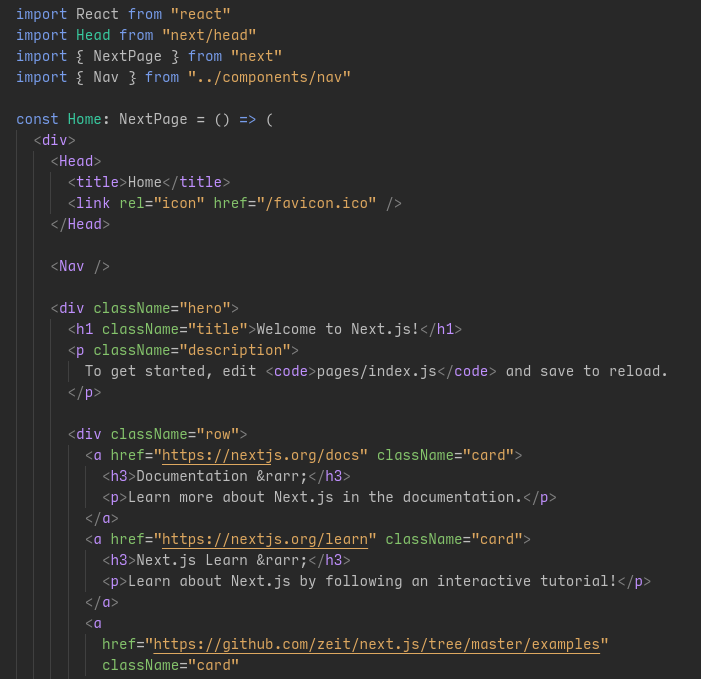 import React from "react"
import Head from "next/head"
import { NextPage } from "next"
import { Nav } from "../components/nav"
const Home: NextPage = () => (
<div>
<Head>
<title>Home</title>
<link rel="icon" href="/favicon.ico" />
</Head>
<Nav />
<div className="hero">
<h1 className="title">Welcome to Next.js!</h1>
<p className="description">
To get started, edit <code>pages/index.js</code> and save to reload.
</p>
<div className="row">
<a href="https://nextjs.org/docs" className="card">
<h3>Documentation &rarr;</h3>
<p>Learn more about Next.js in the documentation.</p>
</a>
<a href="https://nextjs.org/learn" className="card">
<h3>Next.js Learn &rarr;</h3>
<p>Learn about Next.js by following an interactive tutorial!</p>
</a>
<a
href="https://github.com/zeit/next.js/tree/master/examples"
className="card"